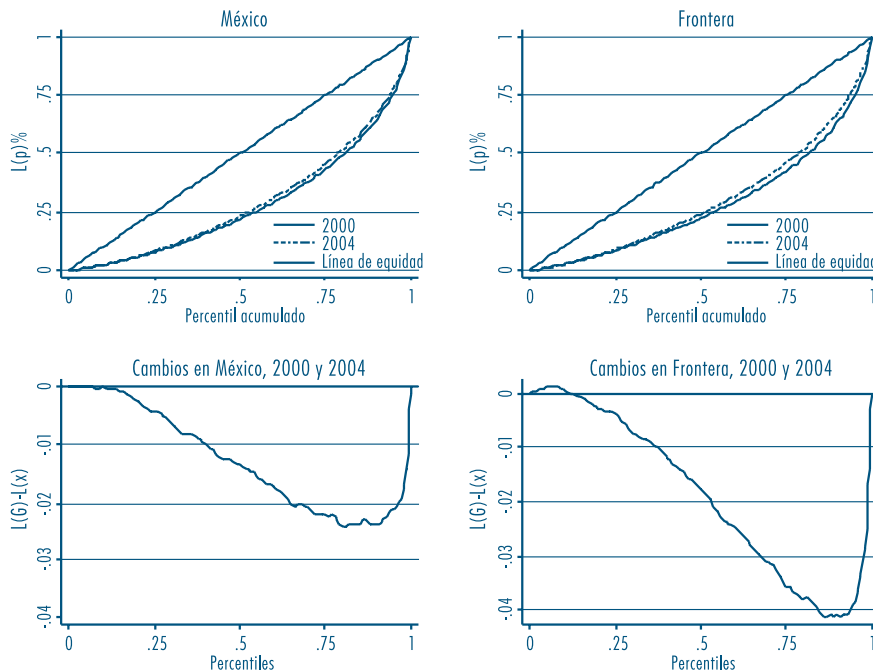 México
L(p)%
1
.75
.5
.25
0
2000
2004
Línea de equidad
0 .25 .5 .75 1
Percentil acumulado
Frontera
L(p)%
1
.75
.5
.25
0
2000
2004
Línea de equidad
0 .25 .5 .75 1
Percentil acumulado
Cambios en México, 2000 y 2004
L(G)-L(x)
0
-.01
-.02
-.03
-.04
0 .25 .5 .75 1
Percentiles
Cambios en Frontera, 2000 y 2004
L(G)-L(x)
0
-.01
-.02
-.03
-.04
0 .25 .5 .75 1
Percentiles